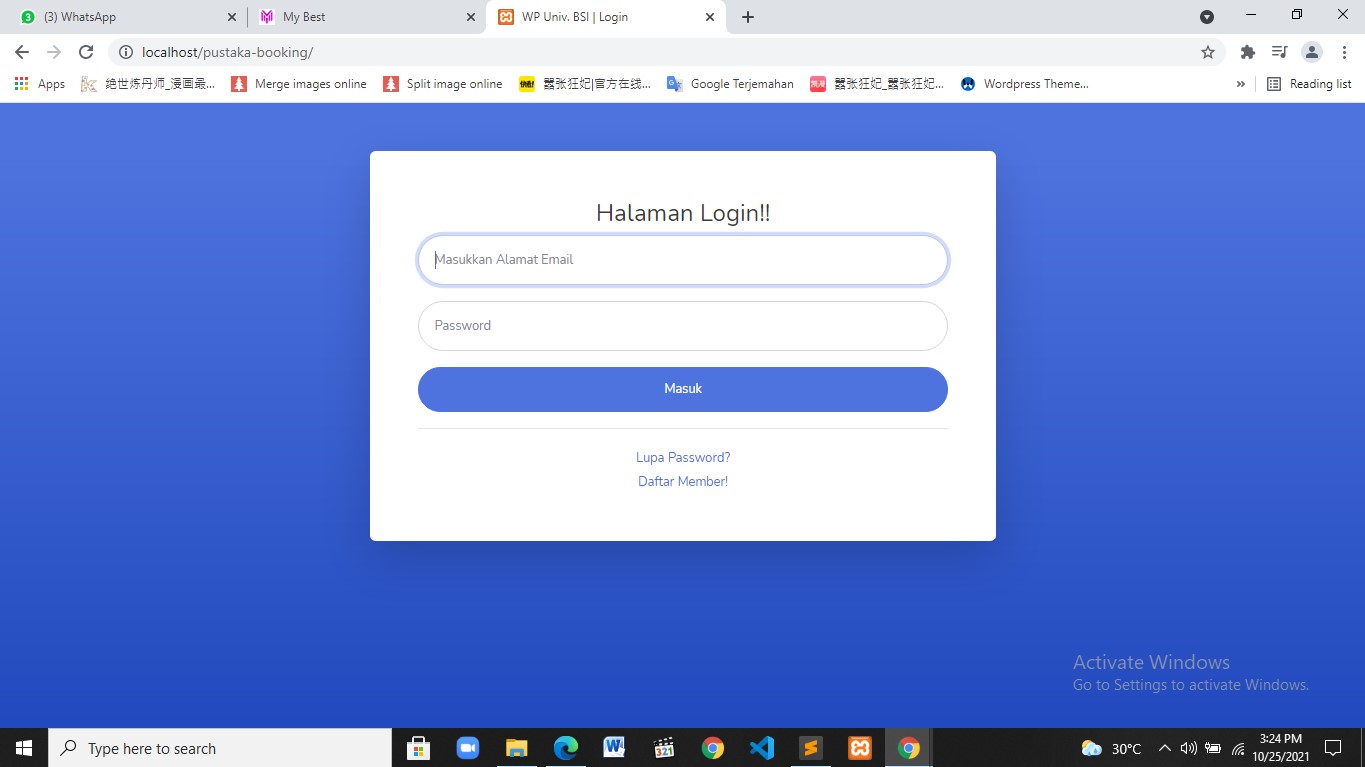 (3) WhatsApp
My Best
WP Univ. BSI | Login
localhost/pustaka-booking/
Apps
絶世炼丹师_漫画最...
Merge images online
Split image online
嚣张狂妃|官方在线...
Google Terjemahan
嚣张狂妃_嚣张狂妃...
Wordpress Theme...
»
Reading list
Halaman Login!!
Masukkan Alamat Email
Password
Masuk
Lupa Password?
Daftar Member!
Activate Windows
Go to Settings to activate Windows.
Type here to search
30°C
3:24 PM
10/25/2021